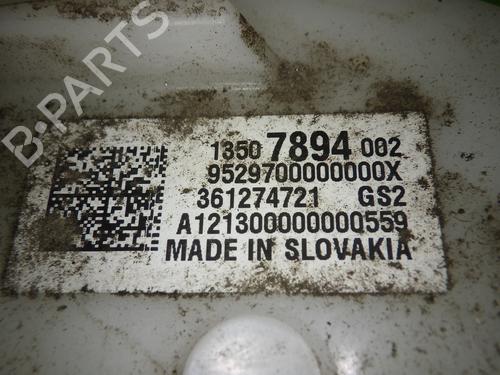 B-PARTS
1350 7894 002
9529700000000X
361274721 GS2
A121300000000559
MADE IN SLOVAKIA